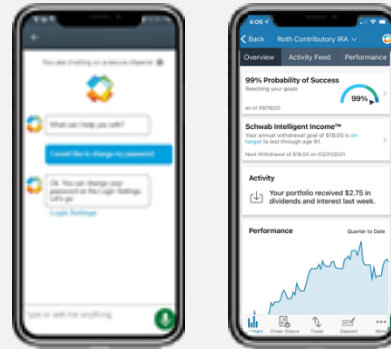 You are chatting on a secure channel
What can I help you with?
I would like to change my password
Ok. You can change your
password on the Login Settings.
Let's go
Login Settings
Type or ask me anything.
4:06
Back
Roth Contributory IRA
Overview
Activity Feed
Performance
99% Probability of Success
Reaching your goals
99%
as of 09/18/20
Schwab Intelligent Income™
Your annual withdrawal goal of $18.00 is on
target to last through age 91.
Next Withdrawal of $18.00 on 03/31/2021
Activity
Your portfolio received $2.75 in
dividends and interest last week.
Performance
Quarter to Date
Order Status
Trade
Deposit